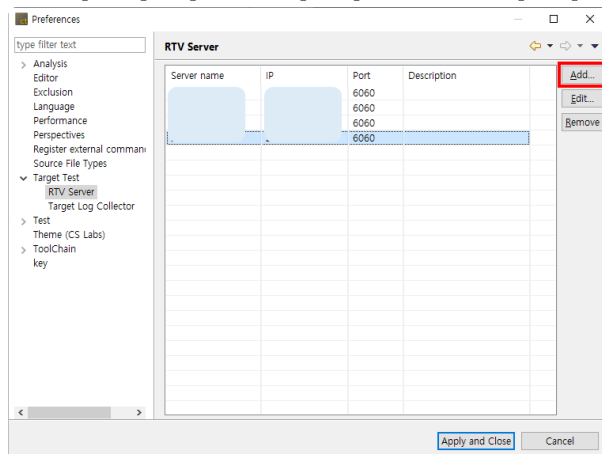 Preferences
type filter text
RTV Server
Analysis
Editor
Exclusion
Language
Performance
Perspectives
Register external comman
Source File Types
Target Test
RTV Server
Target Log Collector
Test
Theme (CS Labs)
ToolChain
key
Server name IP Port Description
6060
6060
6060
6060
Add...
Edit...
Remove
Apply and Close
Cancel